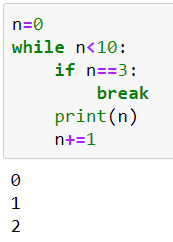 n=0
while n<10:
    if n==3:
        break
    print(n)
    n+=1
0
1
2